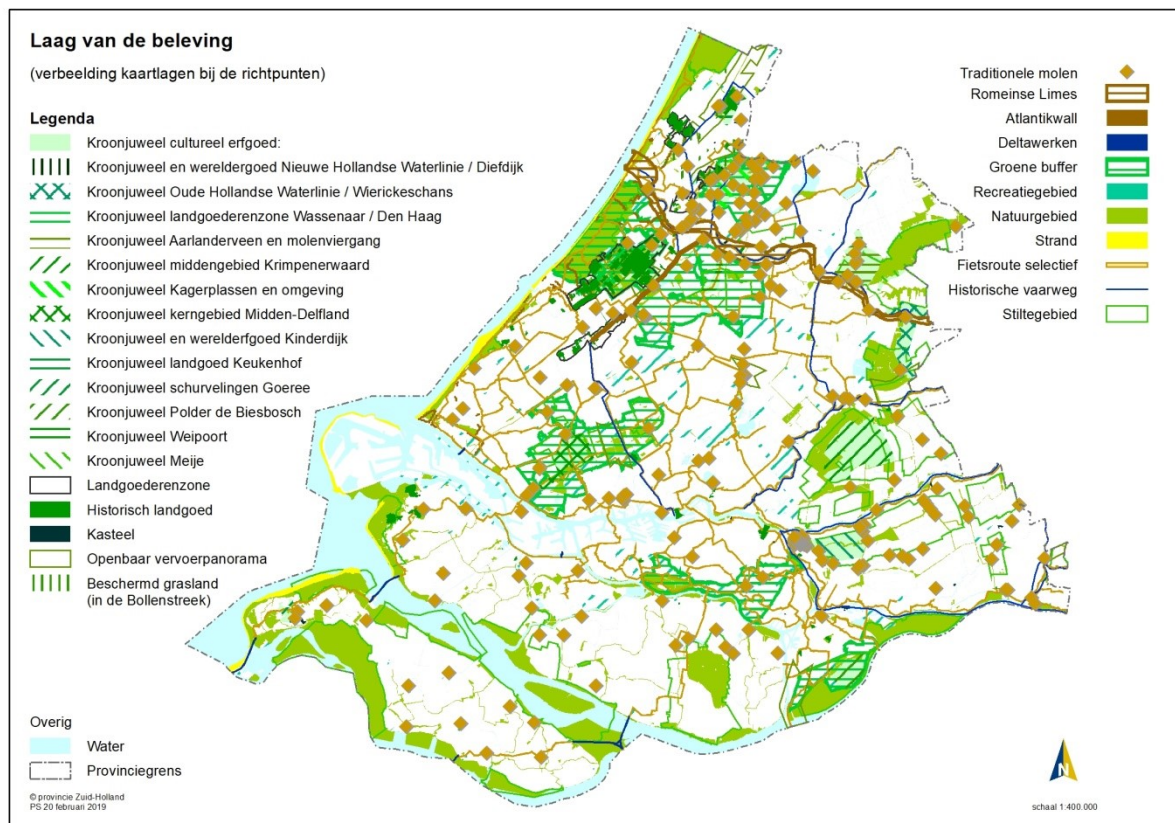 Laag van de beleving
(verbeelding kaartlagen bij de richtpunten)
Legenda
Kroonjuweel cultureel erfgoed:
Kroonjuweel en wereldergoed Nieuwe Hollandse Waterlinie / Diefdijk
Kroonjuweel Oude Hollandse Waterlinie / Wierickeschans
Kroonjuweel landgoederenzone Wassenaar / Den Haag
Kroonjuweel Aarlanderveen en molenviergang
Kroonjuweel middengebied Krimpenerwaard
Kroonjuweel Kagerplassen en omgeving
Kroonjuweel kerngebied Midden-Delfland
Kroonjuweel en werelderfgoed Kinderdijk
Kroonjuweel landgoed Keukenhof
Kroonjuweel schurvelingen Goeree
Kroonjuweel Polder de Biesbosch
Kroonjuweel Weipoort
Kroonjuweel Meije
Landgoederenzone
Historisch landgoed
Kasteel
Openbaar vervoerpanorama
Beschermd grasland
(in de Bollenstreek)
Overig
Water
Provinciegrens
© provincie Zuid-Holland
PS 20 februari 2019
Traditionele molen
Romeinse Limes
Atlantikwall
Deltawerken
Groene buffer
Recreatiegebied
Natuurgebied
Strand
Fietsroute selectief
Historische vaarweg
Stiltegebied
N
schaal 1:400.000